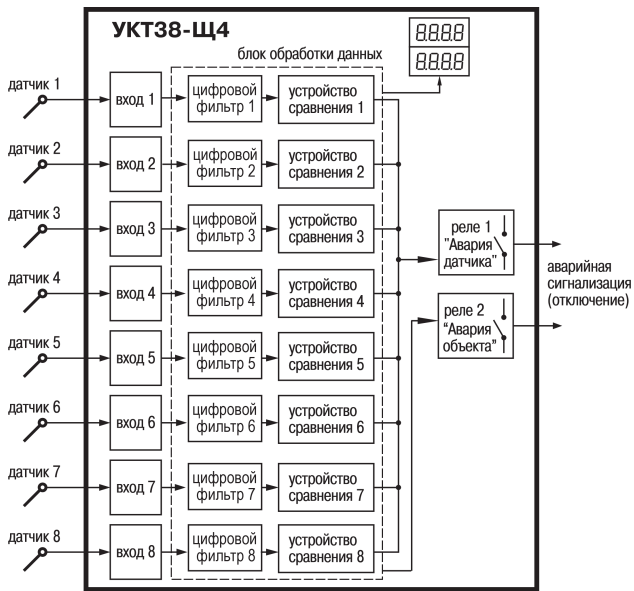 УКТ38-Щ4
8.8.8.8
8.8.8.8
блок обработки данных
датчик 1
вход 1
цифровой
фильтр 1
устройство
сравнения 1
датчик 2
вход 2
цифровой
фильтр 2
устройство
сравнения 2
датчик 3
вход 3
цифровой
фильтр 3
устройство
сравнения 3
датчик 4
вход 4
цифровой
фильтр 4
устройство
сравнения 4
датчик 5
вход 5
цифровой
фильтр 5
устройство
сравнения 5
датчик 6
вход 6
цифровой
фильтр 6
устройство
сравнения 6
датчик 7
вход 7
цифровой
фильтр 7
устройство
сравнения 7
датчик 8
вход 8
цифровой
фильтр 8
устройство
сравнения 8
реле 1
"Авария
датчика"
реле 2
“Авария
объекта”
аварийная
сигнализация
(отключение)